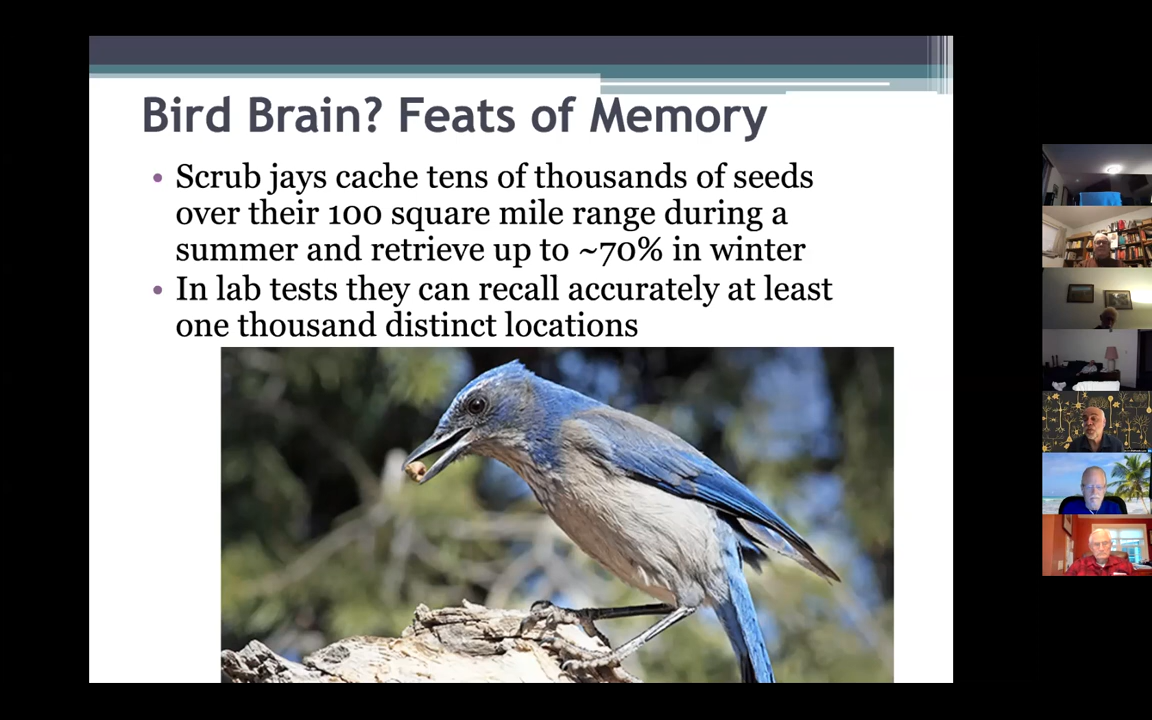 Bird Brain? Feats of Memory
• Scrub jays cache tens of thousands of seeds
over their 100 square mile range during a
summer and retrieve up to ~70% in winter
• In lab tests they can recall accurately at least
one thousand distinct locations